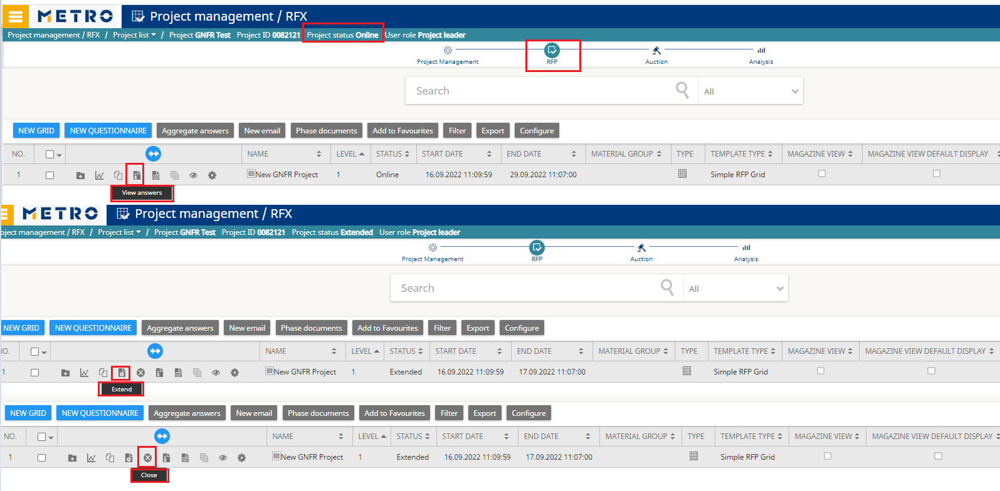 METRO Project management / RFX
Project management / RFX / Project list / Project GNFR Test Project ID 0082121 Project status Online User role Project leader
Project Management RFP Auction Analysis
Search All
NEW GRID NEW QUESTIONNAIRE Aggregate answers New email Phase documents Add to Favourites Filter Export Configure
NO. NAME LEVEL STATUS START DATE END DATE MATERIAL GROUP TYPE TEMPLATE TYPE MAGAZINE VIEW MAGAZINE VIEW DEFAULT DISPLAY
1 New GNFR Project 1 Online 16.09.2022 11:09:59 29.09.2022 11:07:00 Simple RFP Grid
View answers
METRO Project management / RFX
oject management / RFX / Project list / Project GNFR Test Project ID 0082121 Project status Extended User role Project leader
Project Management RFP Auction Analysis
Search All
NEW GRID NEW QUESTIONNAIRE Aggregate answers New email Phase documents Add to Favourites Filter Export Configure
IO. NAME LEVEL STATUS START DATE END DATE MATERIAL GROUP TYPE TEMPLATE TYPE MAGAZINE VIEW MAGAZINE VIEW DEFAULT DISPLAY
1 New GNFR Project 1 Extended 16.09.2022 11:09:59 17.09.2022 11:07:00 Simple RFP Grid
Extend
NEW GRID NEW QUESTIONNAIRE Aggregate answers New email Phase documents Add to Favourites Filter Export Configure
NO. NAME LEVEL STATUS START DATE END DATE MATERIAL GROUP TYPE TEMPLATE TYPE MAGAZINE VIEW MAGAZINE VIEW DEFAULT DISPLAY
1 New GNFR Project 1 Extended 16.09.2022 11:09:59 17.09.2022 11:07:00 Simple RFP Grid
Close